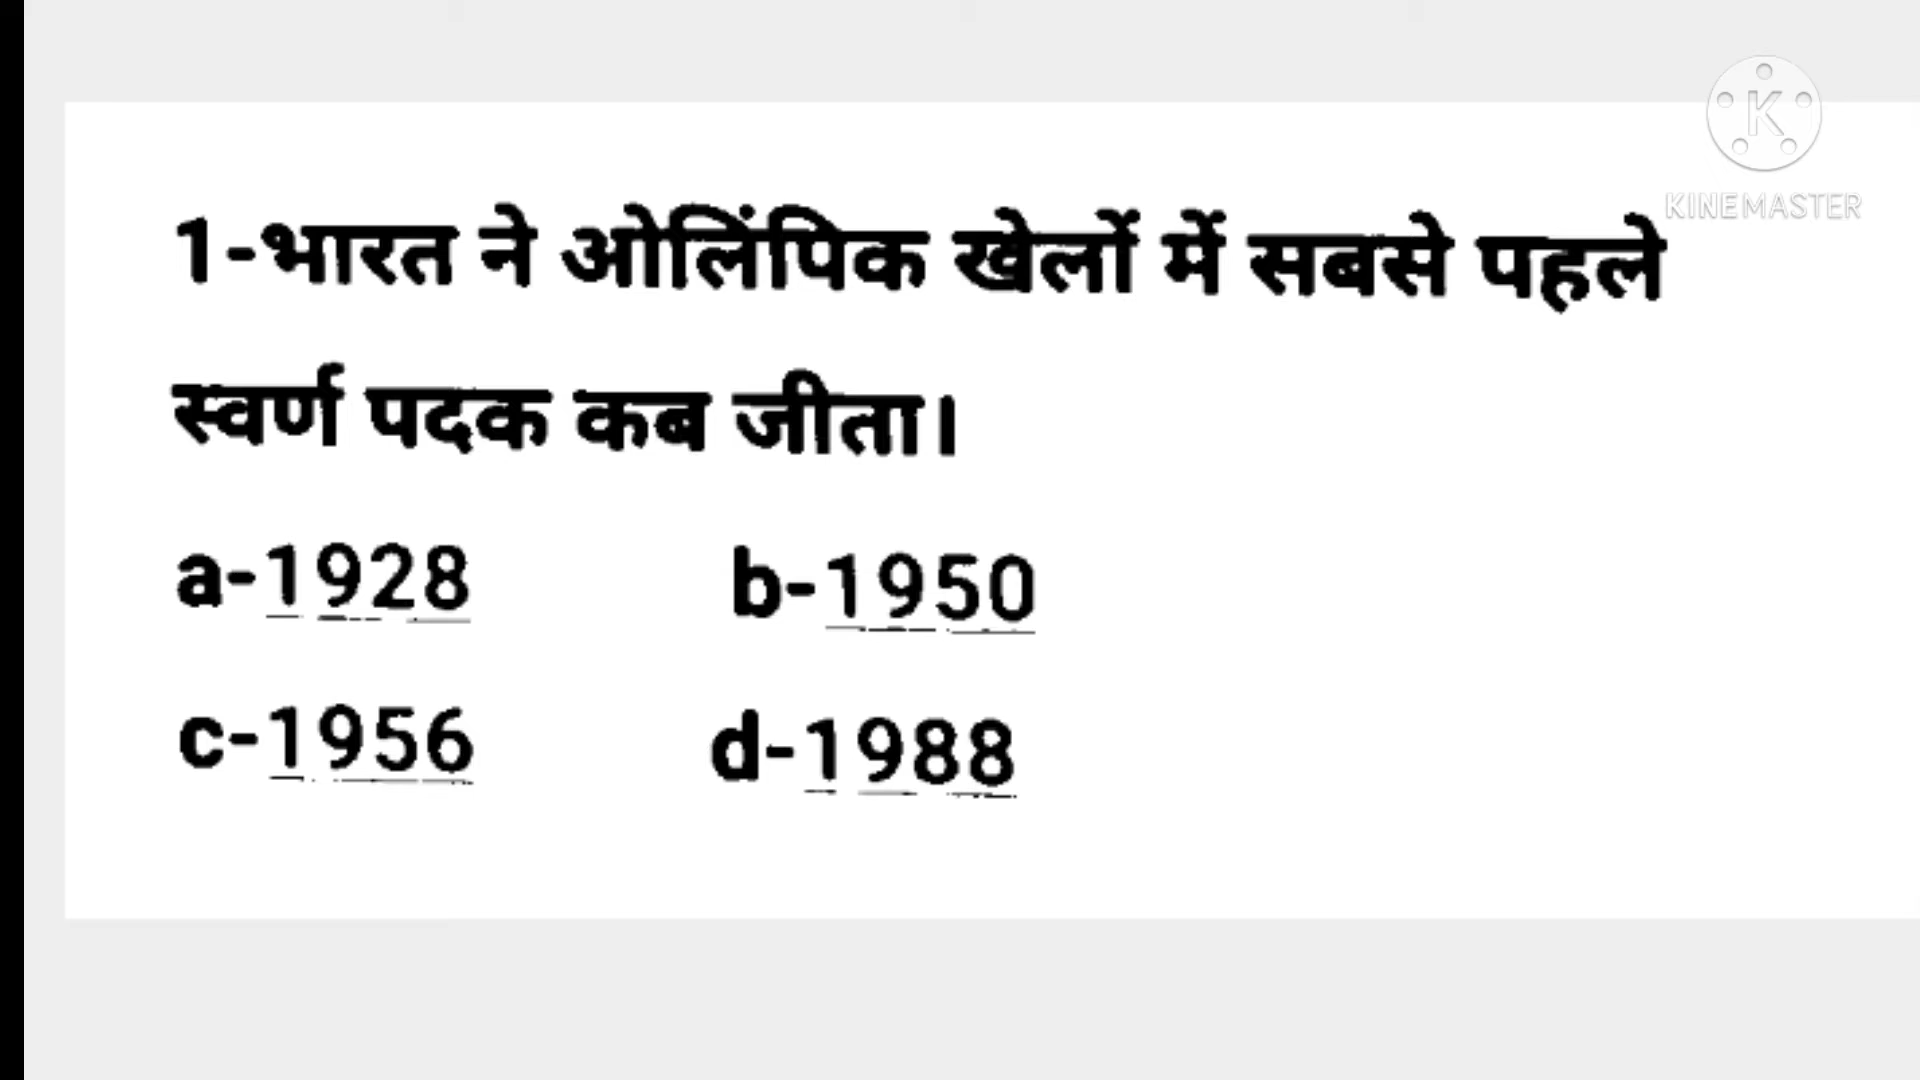 KINEMASTER
1-भारत ने ओलिंपिक खेलों में सबसे पहले
स्वर्ण पदक कब जीता।
a-1928 b-1950
c-1956 d-1988